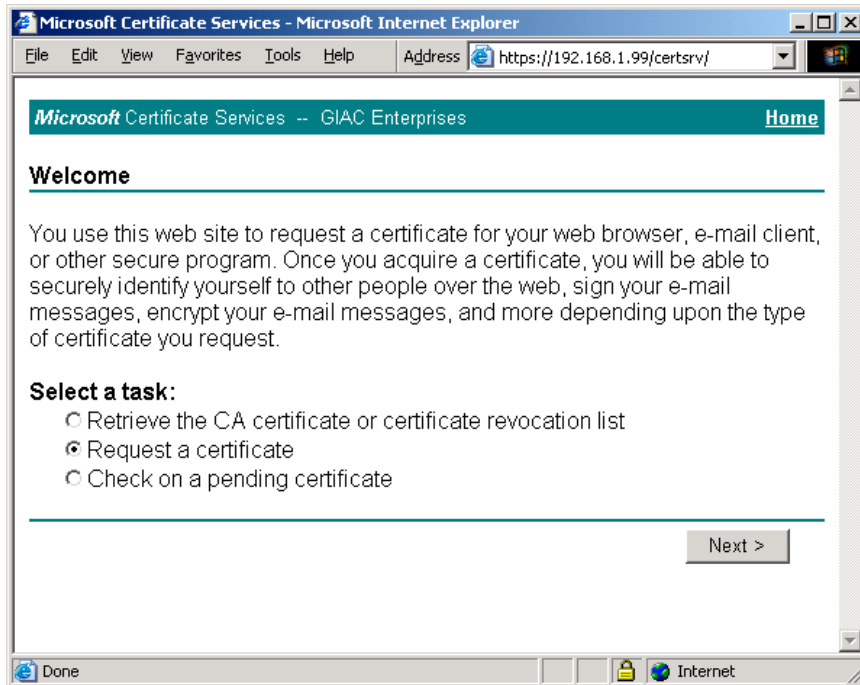 Microsoft Certificate Services - Microsoft Internet Explorer
File Edit View Favorites Tools Help Address https://192.168.1.99/certsrv/
Microsoft Certificate Services -- GIAC Enterprises Home
Welcome
You use this web site to request a certificate for your web browser, e-mail client,
or other secure program. Once you acquire a certificate, you will be able to
securely identify yourself to other people over the web, sign your e-mail
messages, encrypt your e-mail messages, and more depending upon the type
of certificate you request.
Select a task:
Retrieve the CA certificate or certificate revocation list
Request a certificate
Check on a pending certificate
Next >
Done Internet